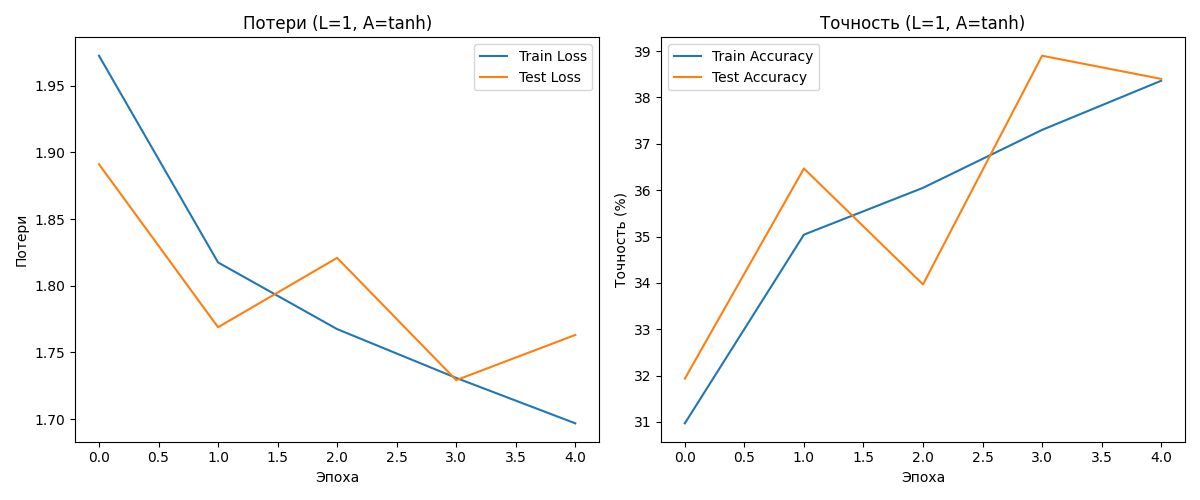 Потери (L=1, A=tanh)
Train Loss
Test Loss
1.95
1.90
1.85
1.80
1.75
1.70
Потери
0.0 0.5 1.0 1.5 2.0 2.5 3.0 3.5 4.0
Эпоха
Точность (L=1, A=tanh)
Train Accuracy
Test Accuracy
39
38
37
36
35
34
33
32
31
Точность (%)
0.0 0.5 1.0 1.5 2.0 2.5 3.0 3.5 4.0
Эпоха